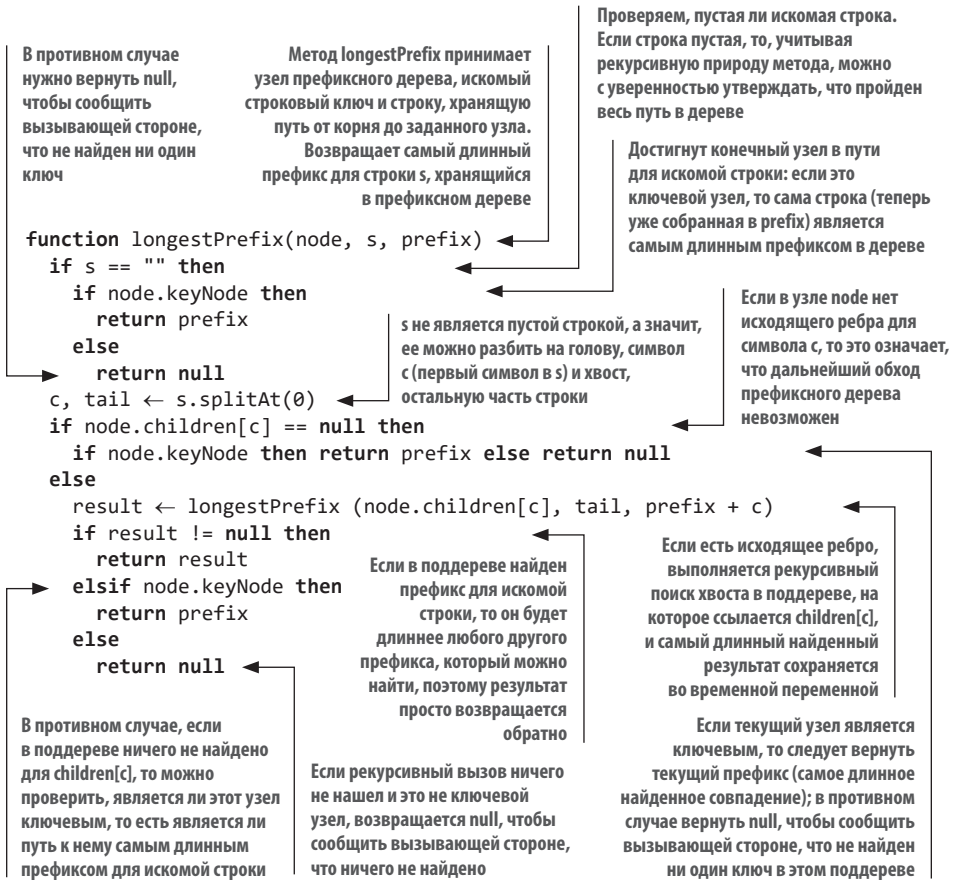 Проверяем, пустая ли искомая строка.
Если строка пустая, то, учитывая
рекурсивную природу метода, можно
с уверенностью утверждать, что пройден
весь путь в дереве
В противном случае
нужно вернуть null,
чтобы сообщить
вызывающей стороне,
что не найден ни один
ключ
Метод longestPrefix принимает
узел префиксного дерева, искомый
строковый ключ и строку, хранящую
путь от корня до заданного узла.
Возвращает самый длинный
префикс для строки s, хранящийся
в префиксном дереве
Достигнут конечный узел в пути
для искомой строки: если это
ключевой узел, то сама строка (теперь
уже собранная в prefix) является
самым длинным префиксом в дереве
function longestPrefix(node, s, prefix)
if s == "" then
if node.keyNode then
return prefix
else
return null
c, tail ← s.splitAt(0)
if node.children[c] == null then
if node.keyNode then return prefix else return null
else
result ← longestPrefix (node.children[c], tail, prefix + c)
if result != null then
return result
elsif node.keyNode then
return prefix
else
return null
s не является пустой строкой, а значит,
ее можно разбить на голову, символ
c (первый символ в s) и хвост,
остальную часть строки
Если в узле node нет
исходящего ребра для
символа c, то это означает,
что дальнейший обход
префиксного дерева
невозможен
Если в поддереве найден
префикс для искомой
строки, то он будет
длиннее любого другого
префикса, который можно
найти, поэтому результат
просто возвращается
обратно
Если есть исходящее ребро,
выполняется рекурсивный
поиск хвоста в поддереве, на
которое ссылается children[c],
и самый длинный найденный
результат сохраняется
во временной переменной
В противном случае, если
в поддереве ничего не найдено
для children[c], то можно
проверить, является ли этот узел
ключевым, то есть является ли
путь к нему самым длинным
префиксом для искомой строки
Если рекурсивный вызов ничего
не нашел и это не ключевой
узел, возвращается null, чтобы
сообщить вызывающей стороне,
что ничего не найдено
Если текущий узел является
ключевым, то следует вернуть
текущий префикс (самое длинное
найденное совпадение); в противном
случае вернуть null, чтобы сообщить
вызывающей стороне, что не найден
ни один ключ в этом поддереве